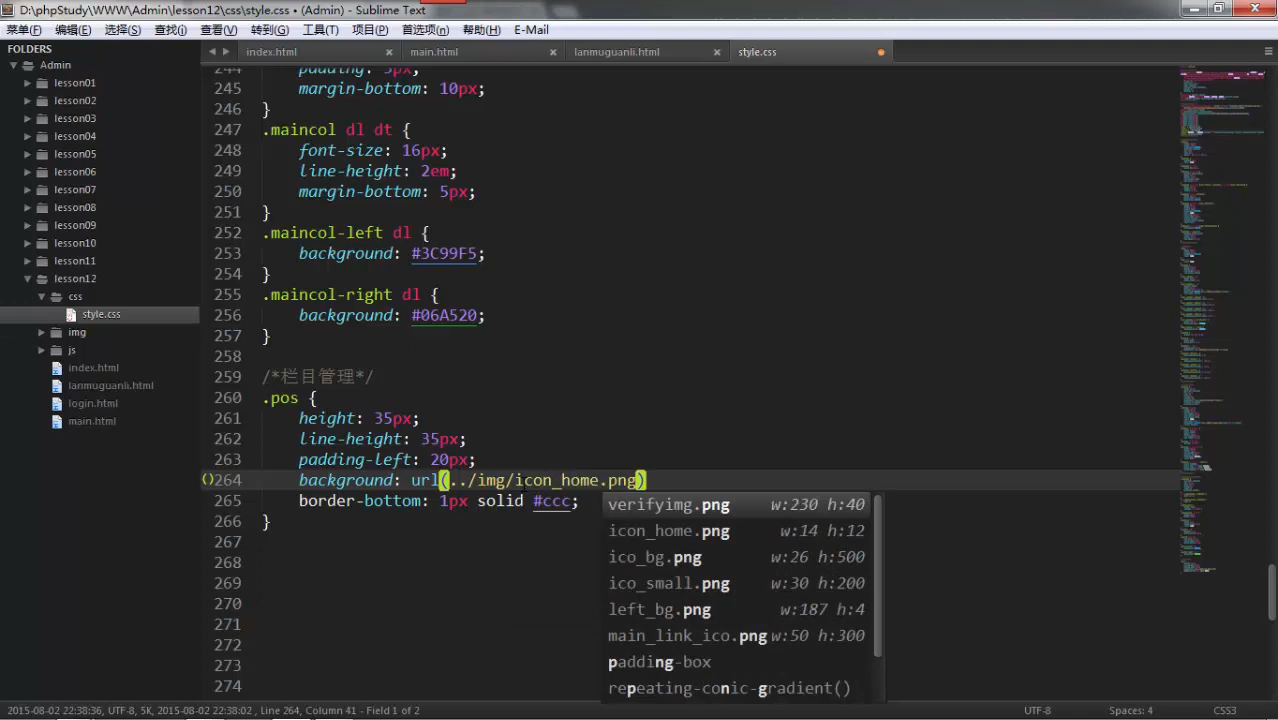 D:\phpStudy\WWW\Admin\lesson12\css\style.css • (Admin) - Sublime Text
菜单(F) 编辑(E) 选择(S) 查找(I) 查看(V) 转到(G) 工具(T) 项目(P) 首选项(n) 帮助(H) E-Mail
FOLDERS
index.html × main.html × lanmuguanli.html × style.css
Admin
lesson01
lesson02
lesson03
lesson04
lesson05
lesson06
lesson07
lesson08
lesson09
lesson10
lesson11
lesson12
css
style.css
img
js
index.html
lanmuguanli.html
login.html
main.html
244 padding: 5px;
245 margin-bottom: 10px;
246 }
247 .maincol dl dt {
248 font-size: 16px;
249 line-height: 2em;
250 margin-bottom: 5px;
251 }
252 .maincol-left dl {
253 background: #3C99F5;
254 }
255 .maincol-right dl {
256 background: #06A520;
257 }
258
259 /*栏目管理*/
260 .pos {
261 height: 35px;
262 line-height: 35px;
263 padding-left: 20px;
()264 background: url(../img/icon_home.png)
265 border-bottom: 1px solid #ccc;
266 }
267
268
269
270
271
272
273
274
verifyimg.png w:230 h:40
icon_home.png w:14 h:12
ico_bg.png w:26 h:500
ico_small.png w:30 h:200
left_bg.png w:187 h:4
main_link_ico.png w:50 h:300
padding-box
repeating-conic-gradient()
2015-08-02 22:38:36, UTF-8, 5k, 2015-08-02 22:38:02, Line 264, Column 41 - Field 1 of 2 UTF-8 Spaces: 4 CSS3